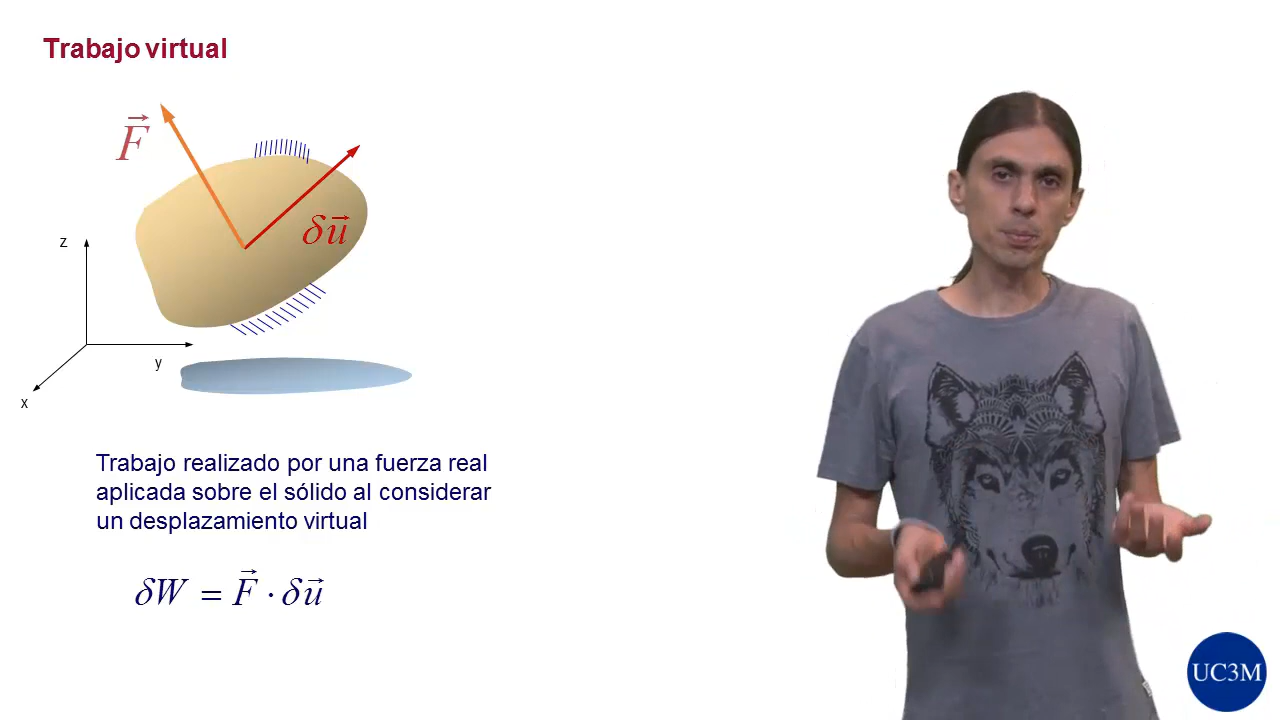 Trabajo virtual
F⃗
δu⃗
z
y
x
Trabajo realizado por una fuerza real
aplicada sobre el sólido al considerar
un desplazamiento virtual
δW = F⃗ · δu⃗
UC3M